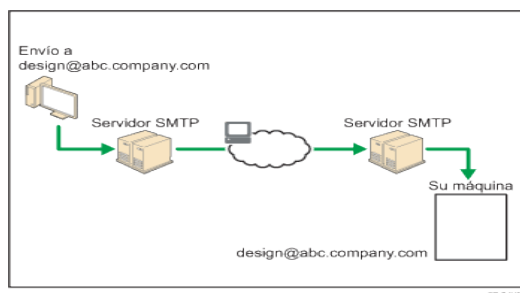 Envío a
design@abc.company.com
Servidor SMTP
Servidor SMTP
Su máquina
design@abc.company.com